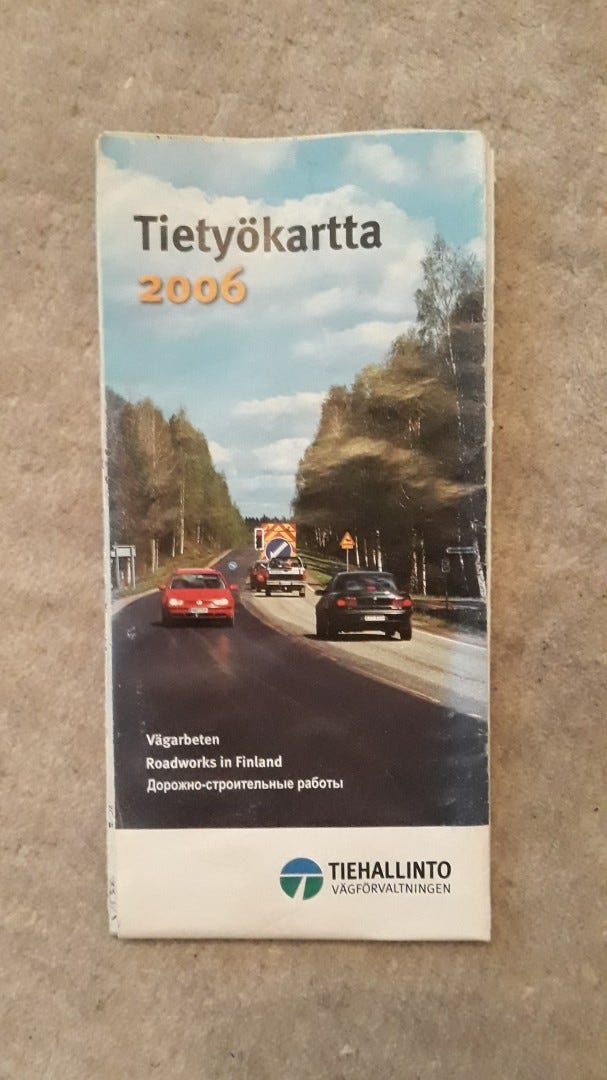 Tietyökartta
2006
Vägarbeten
Roadworks in Finland
Дорожно-строительные работы
TIEHALLINTO
VÄGFÖRVALTNINGEN